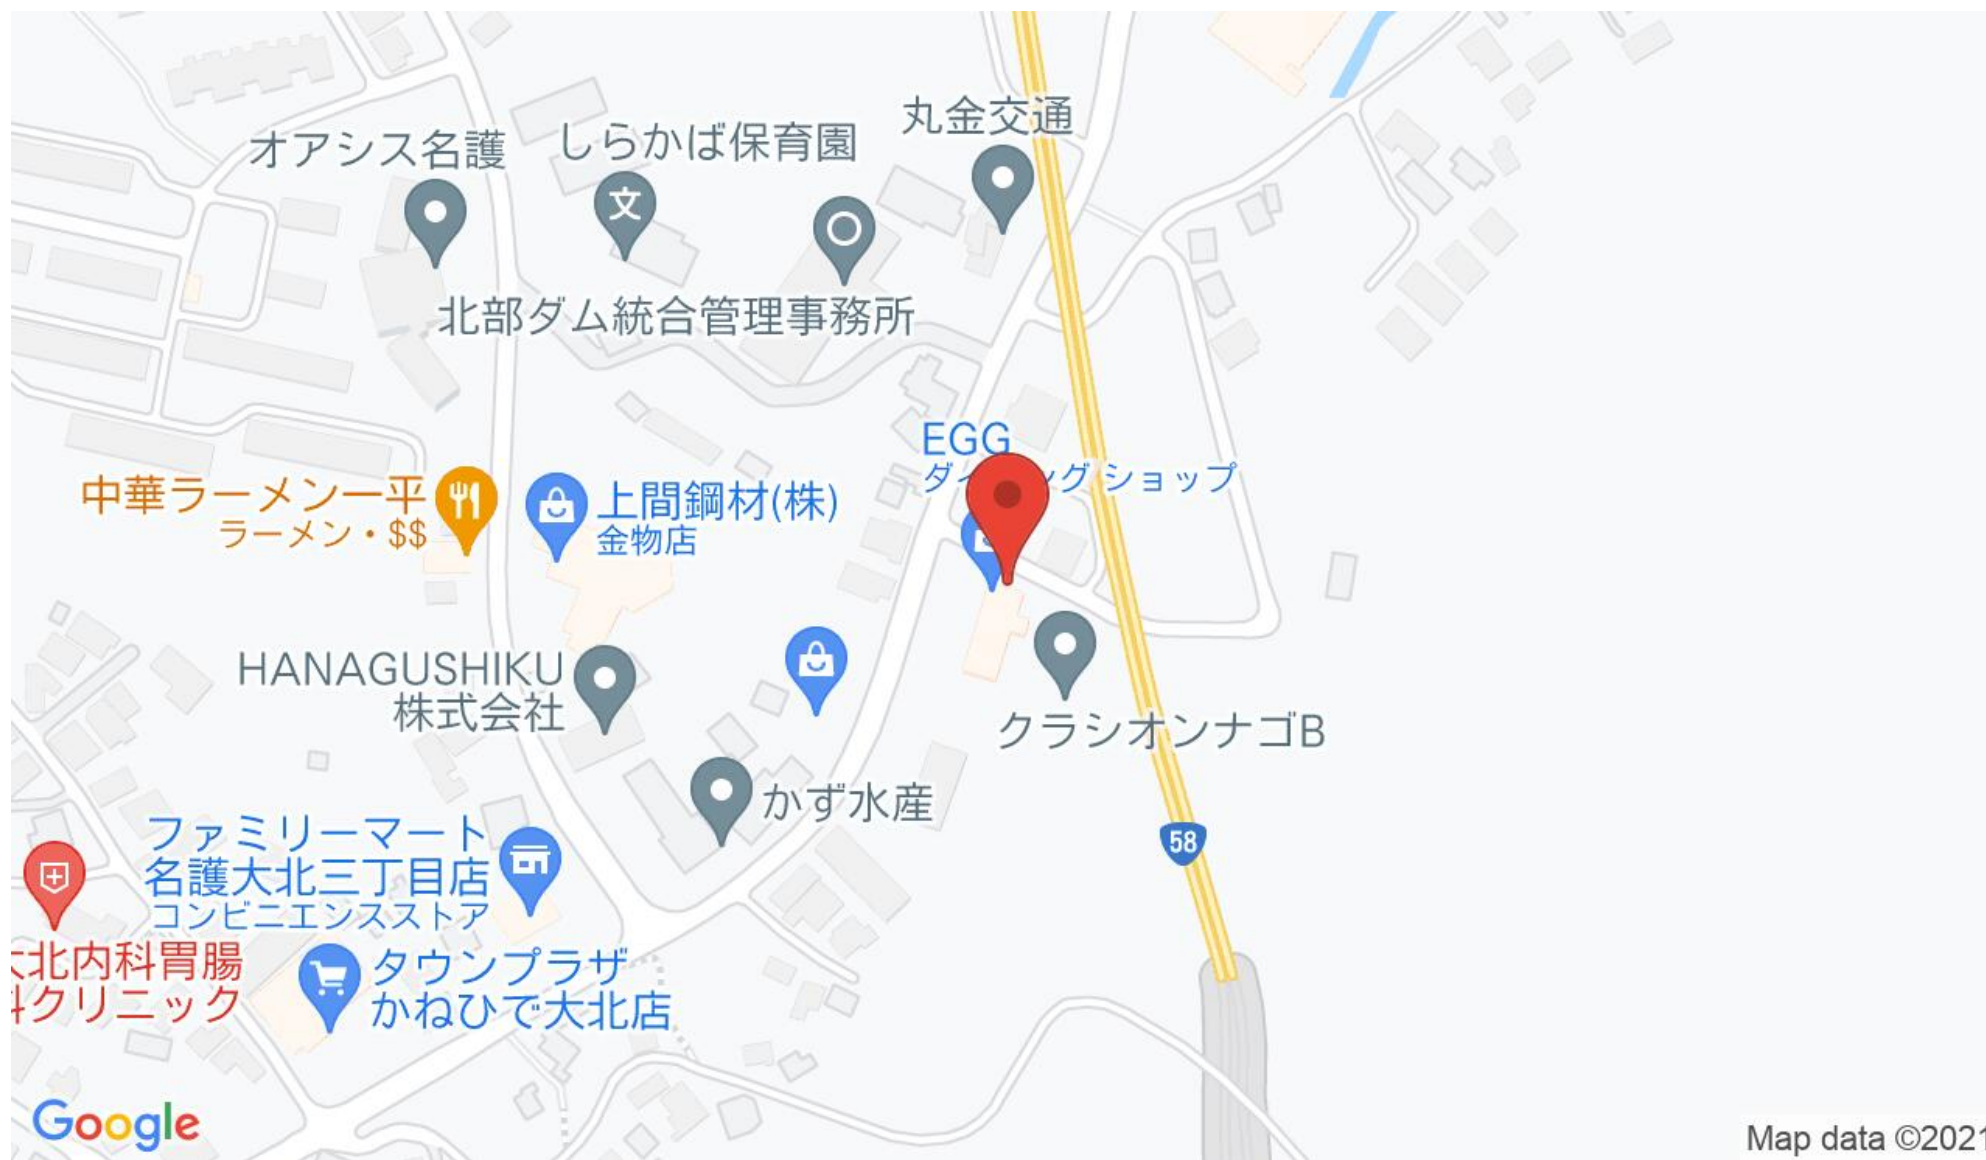 丸金交通
しらかば保育園
オアシス名護
文
北部ダム統合管理事務所
EGG
ショップ
中華ラーメン一平
ラーメン・$$
上間鋼材(株)
金物店
HANAGUSHIKU
株式会社
クラシオンナゴB
かず水産
58
ファミリーマート
名護大北三丁目店
コンビニエンスストア
北内科胃腸
クリニック
タウンプラザ
かねひで大北店
Google
Map data ©2021